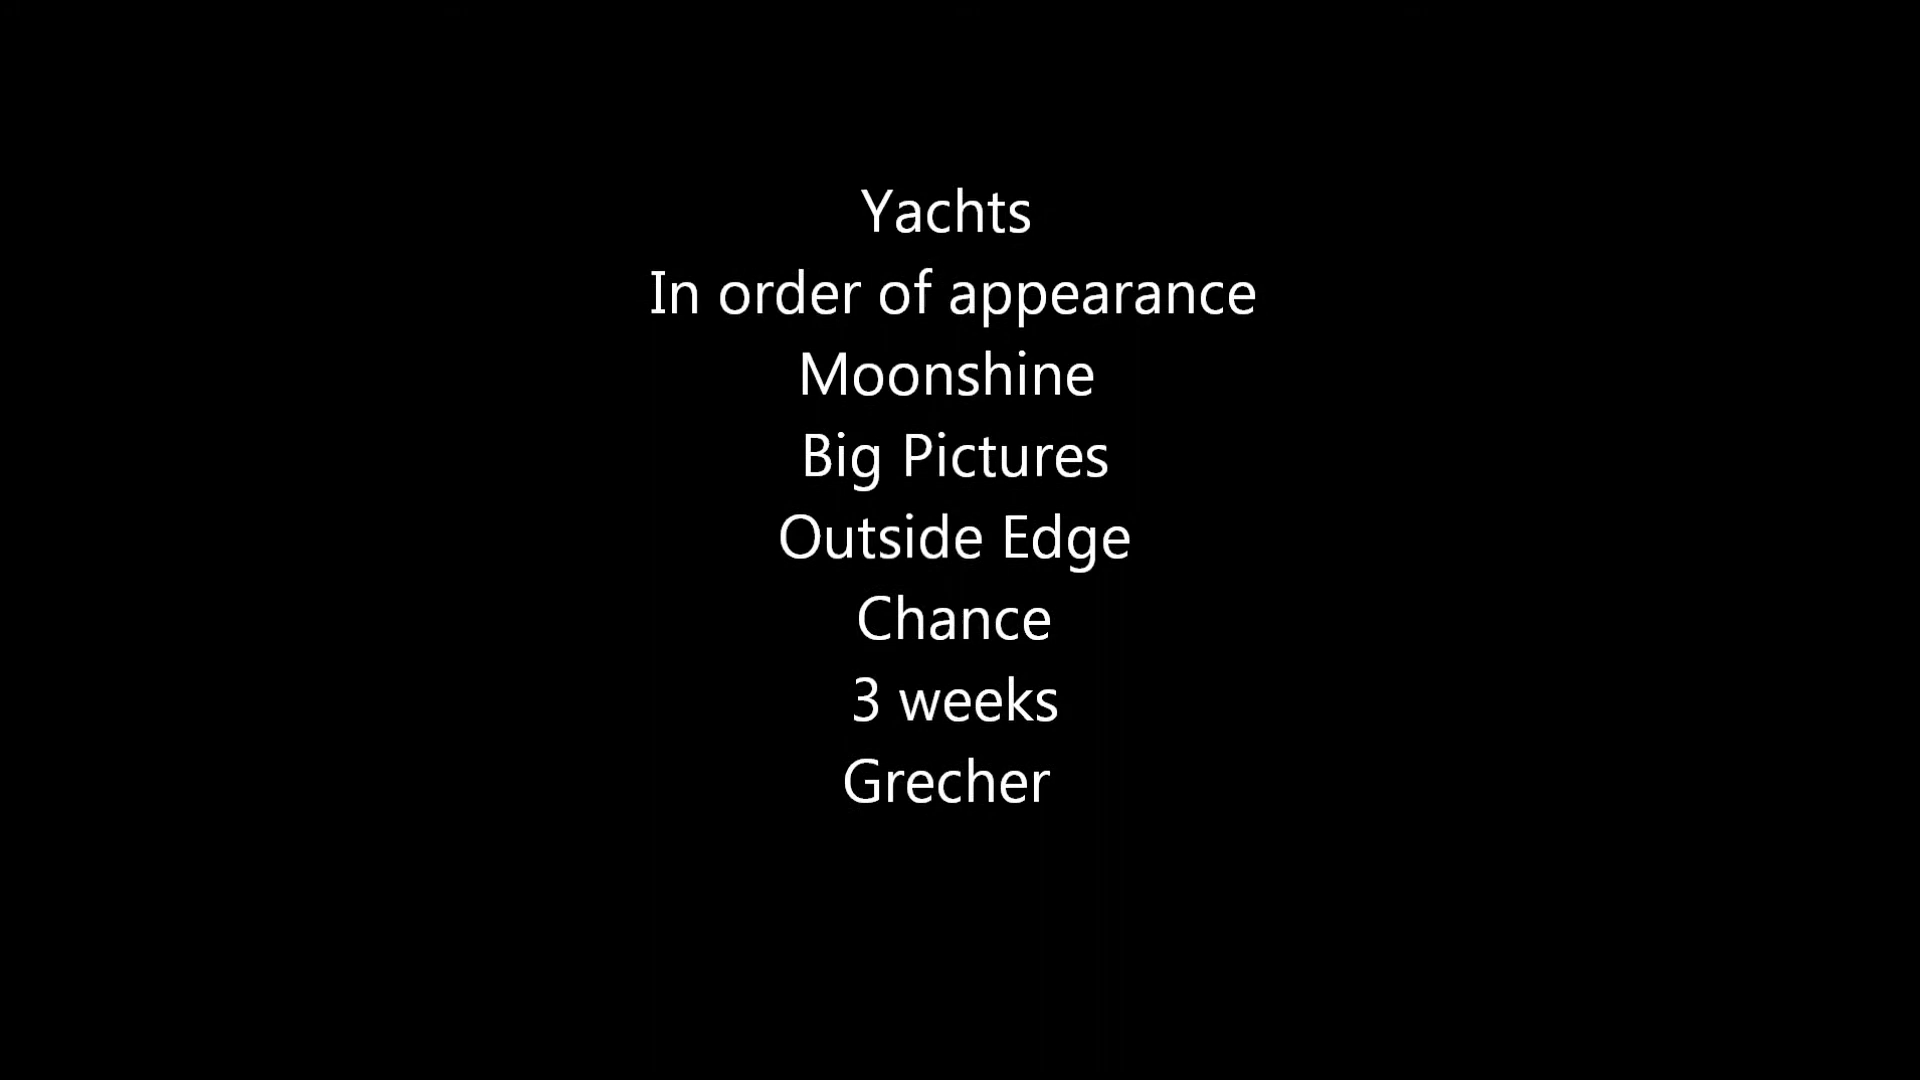 Yachts
In order of appearance
Moonshine
Big Pictures
Outside Edge
Chance
3 weeks
Grecher